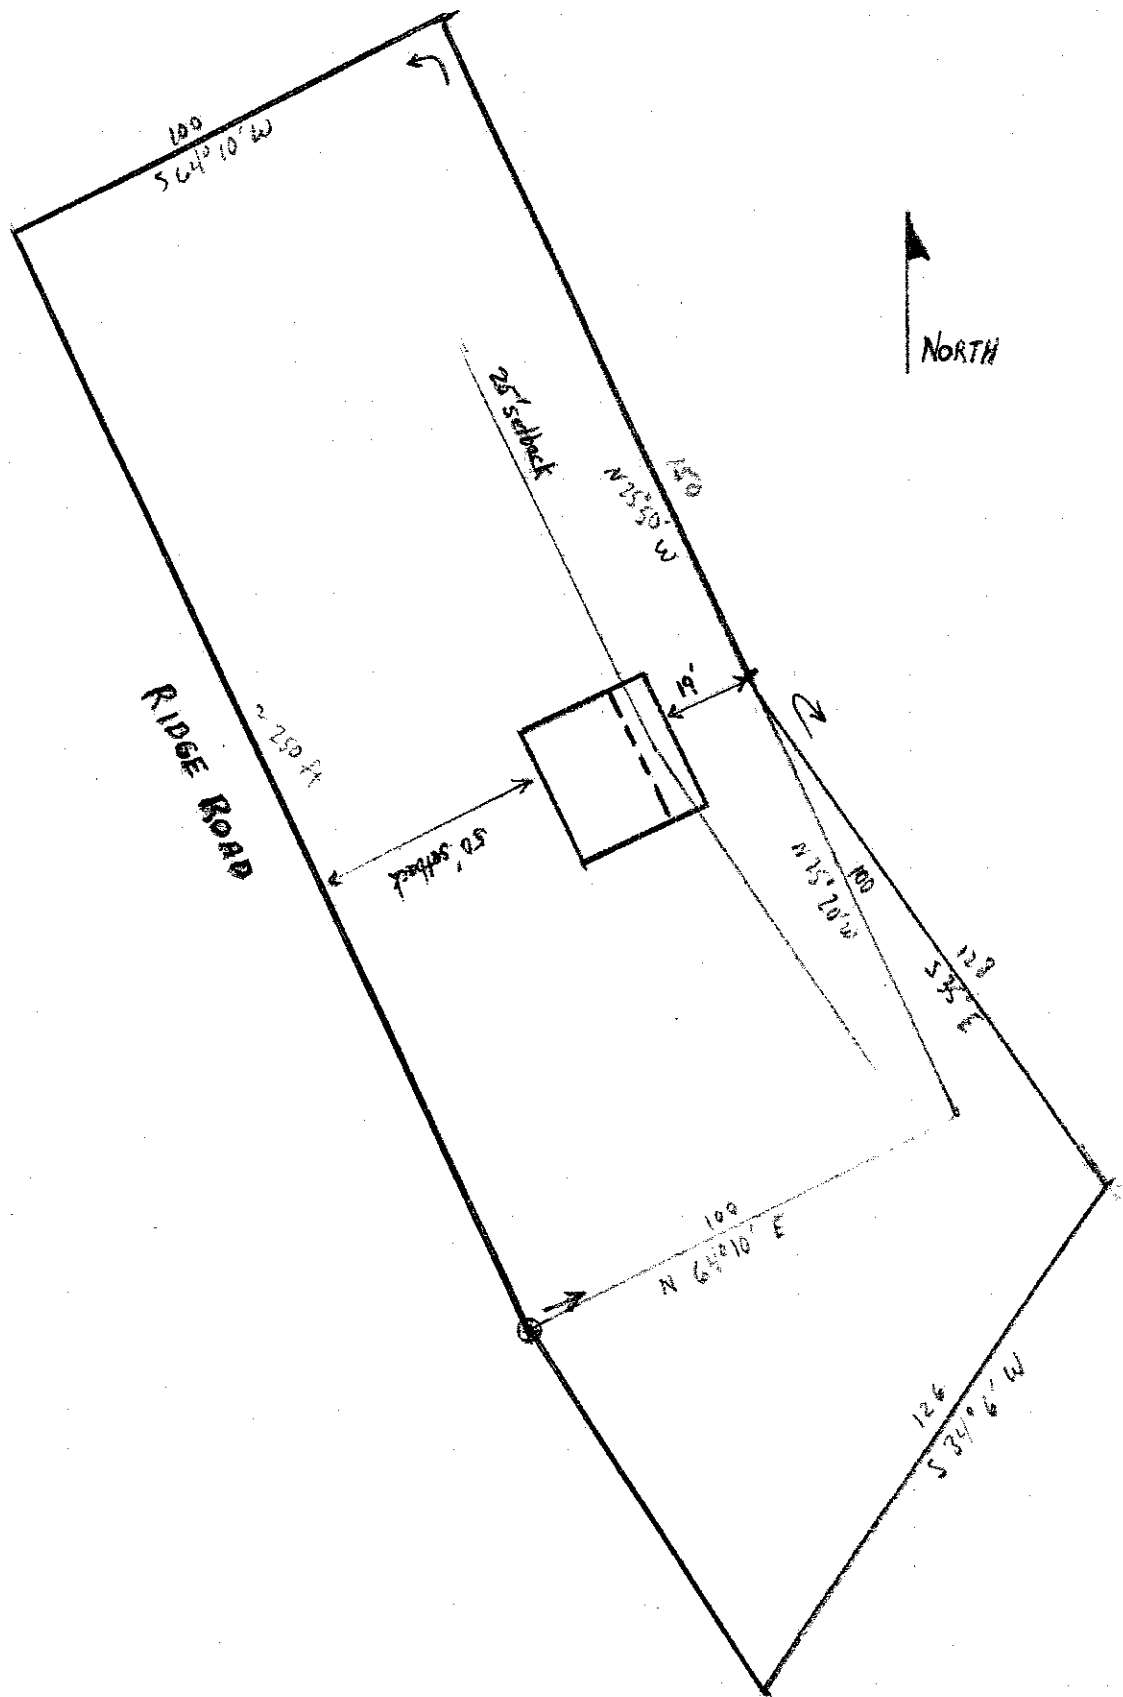 100
S 64° 10' W
NORTH
25' setback
150
N 25° 50' W
19'
RIDGE ROAD
≈ 250 ft
50' setback
100
N 25° 20' W
128
S 35° E
100
N 64° 10' E
126
S 34° 6' W